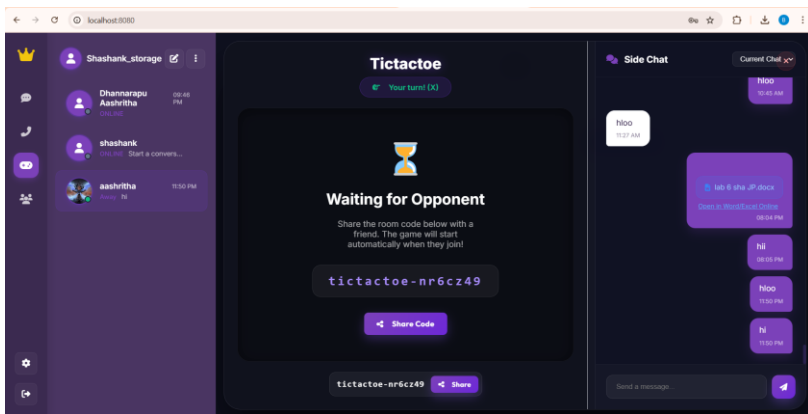 localhost:8080
Shashank_storage
Dhannarapu
Aashritha
09:46
PM
ONLINE
shashank
ONLINE Start a convers...
aashritha
11:50 PM
Away hi
Tictactoe
Your turn! (X)
Waiting for Opponent
Share the room code below with a
friend. The game will start
automatically when they join!
tictactoe-nr6cz49
Share Code
tictactoe-nr6cz49
Share
Side Chat
Current Chat
hloo
10:45 AM
hloo
11:27 AM
lab 6 sha JP.docx
Open in Word/Excel Online
08:04 PM
hii
08:05 PM
hloo
11:50 PM
hi
11:50 PM
Send a message...